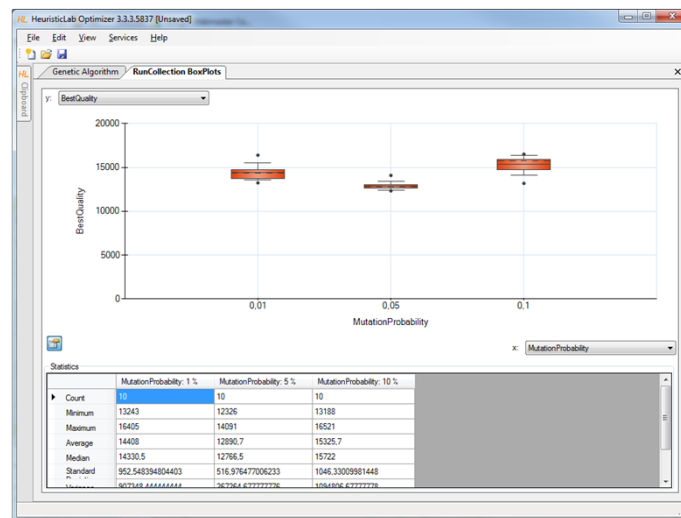 HL HeuristicLab Optimizer 3.3.3.5837 [Unsaved]
File Edit View Services Help
HL Genetic Algorithm RunCollection BoxPlots X
Clipboard
y: BestQuality
20000
15000
10000
5000
0
BestQuality
0,01 0,05 0,1
MutationProbability
x: MutationProbability
Statistics
MutationProbability: 1 % MutationProbability: 5 % MutationProbability: 10 %
Count 10 10 10
Minimum 13243 12326 13188
Maximum 16405 14091 16521
Average 14408 12890,7 15325,7
Median 14330,5 12766,5 15722
Standard 952,548394804403 516,976477006233 1046,33009981448